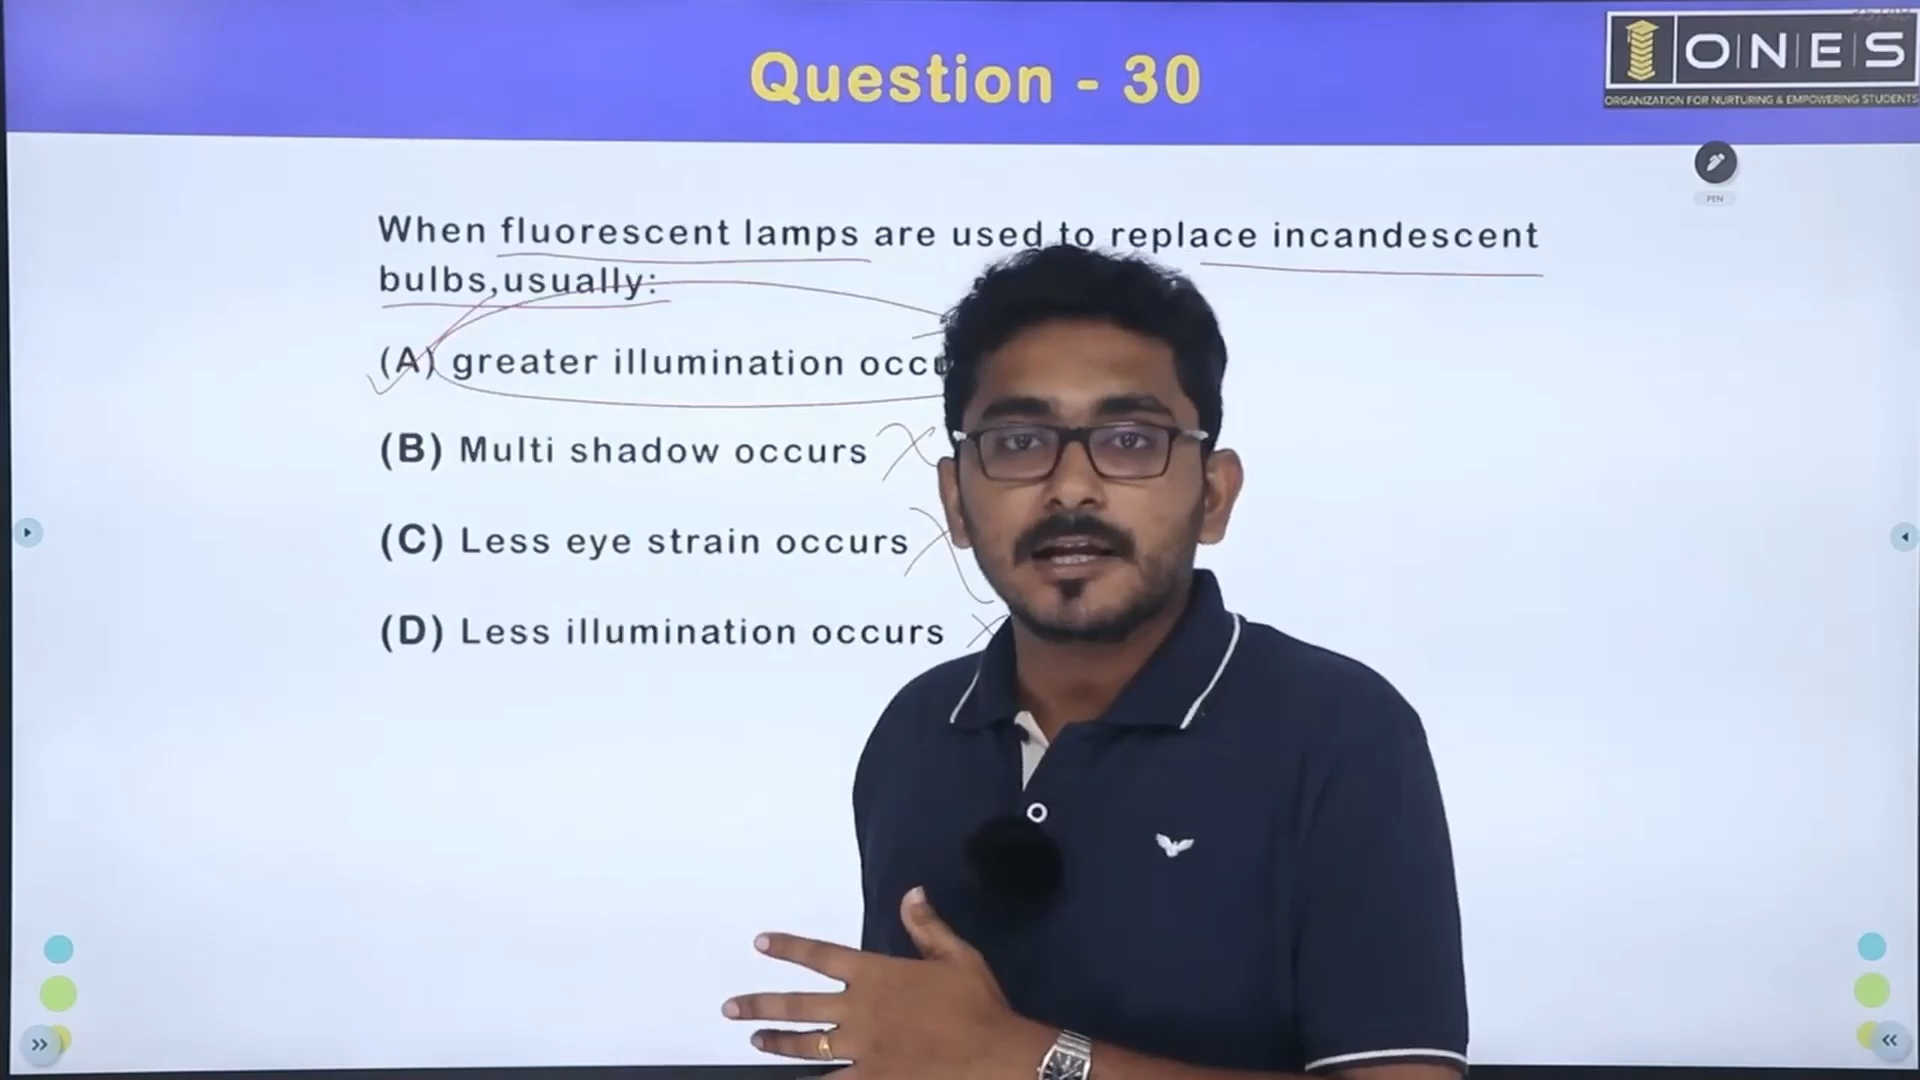 Question - 30
ONES
ORGANIZATION FOR NURTURING & EMPOWERING STUDENTS
PEN
When fluorescent lamps are used to replace incandescent
bulbs,usually:
(A) greater illumination
(B) Multi shadow occurs
(C) Less eye strain occurs
(D) Less illumination occurs